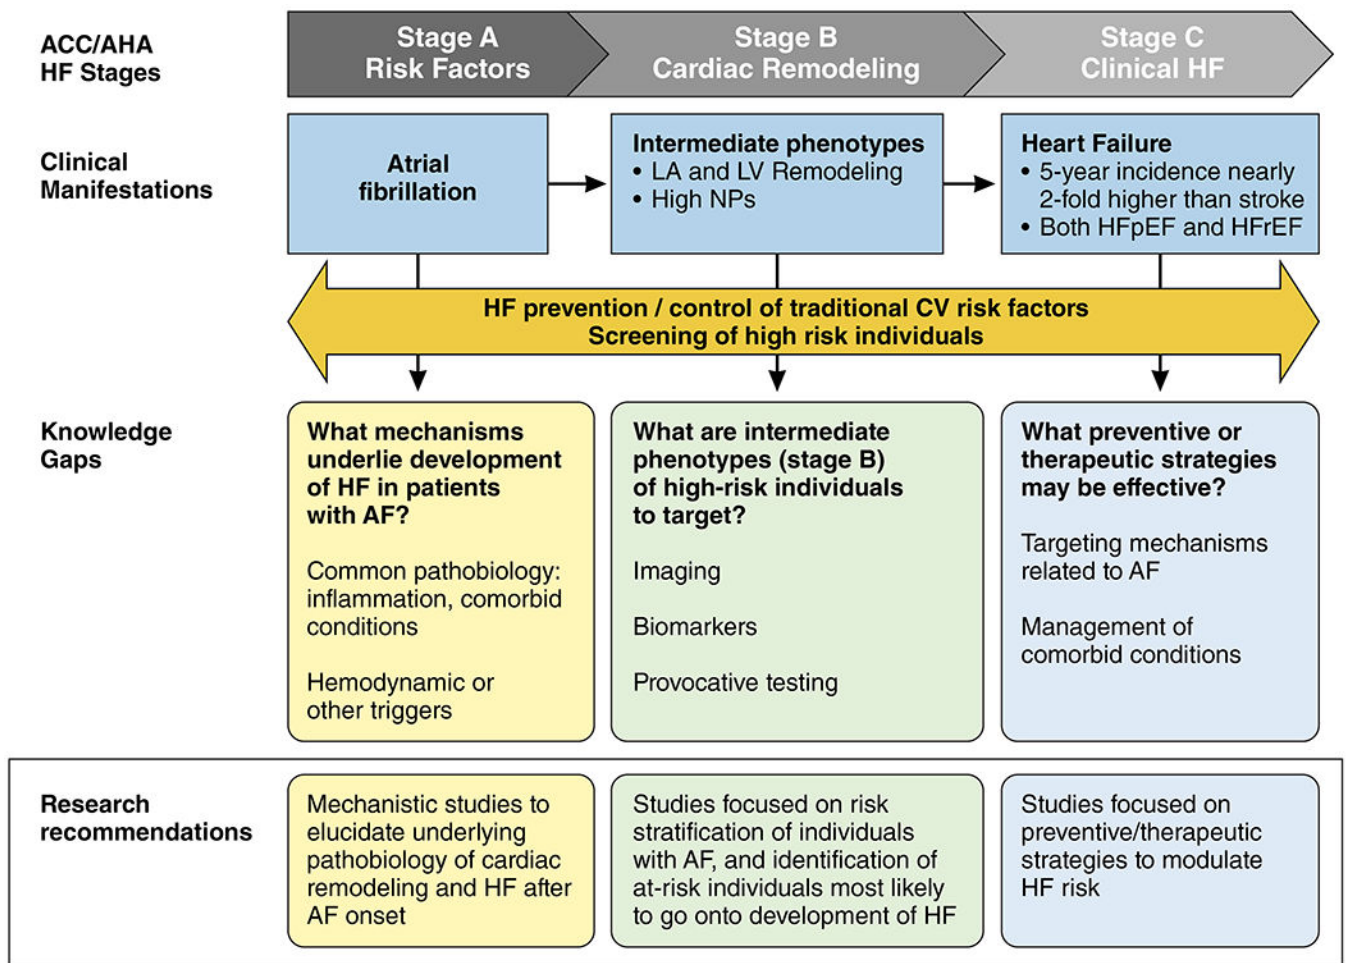 ACC/AHA
HF Stages
Stage A
Risk Factors
Stage B
Cardiac Remodeling
Stage C
Clinical HF
Clinical
Manifestations
Atrial
fibrillation
Intermediate phenotypes
• LA and LV Remodeling
• High NPs
Heart Failure
• 5-year incidence nearly
2-fold higher than stroke
• Both HFpEF and HFrEF
HF prevention / control of traditional CV risk factors
Screening of high risk individuals
Knowledge
Gaps
What mechanisms
underlie development
of HF in patients
with AF?
Common pathobiology:
inflammation, comorbid
conditions
Hemodynamic or
other triggers
What are intermediate
phenotypes (stage B)
of high-risk individuals
to target?
Imaging
Biomarkers
Provocative testing
What preventive or
therapeutic strategies
may be effective?
Targeting mechanisms
related to AF
Management of
comorbid conditions
Research
recommendations
Mechanistic studies to
elucidate underlying
pathobiology of cardiac
remodeling and HF after
AF onset
Studies focused on risk
stratification of individuals
with AF, and identification of
at-risk individuals most likely
to go onto development of HF
Studies focused on
preventive/therapeutic
strategies to modulate
HF risk